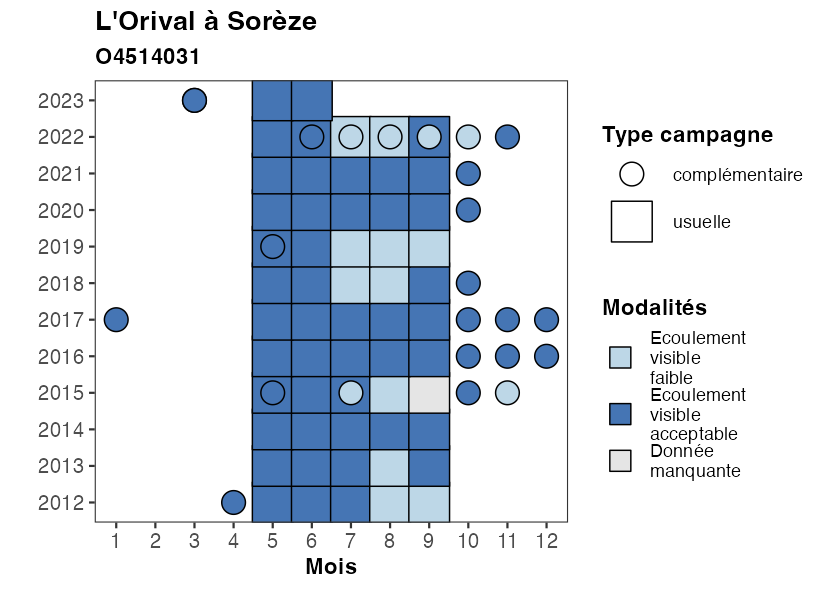 L'Orival à Sorèze
O4514031
2023
2022
2021
2020
2019
2018
2017
2016
2015
2014
2013
2012
1 2 3 4 5 6 7 8 9 10 11 12
Mois
Type campagne
complémentaire
usuelle
Modalités
Ecoulement
visible
faible
Ecoulement
visible
acceptable
Donnée
manquante